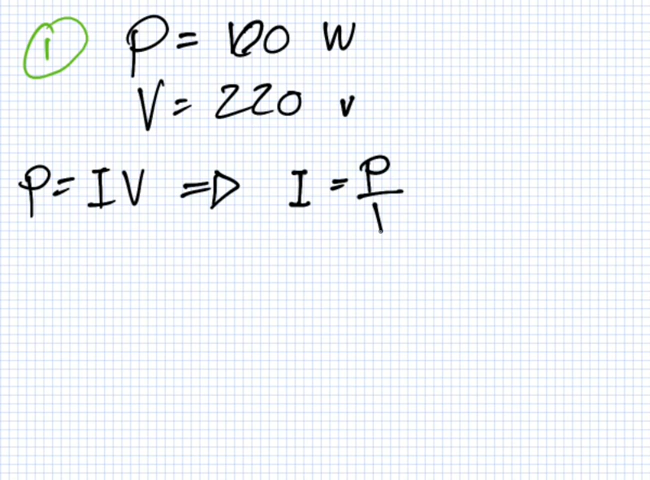 ① P = 120 W
V = 220 v
P = IV ⇒ I = P/